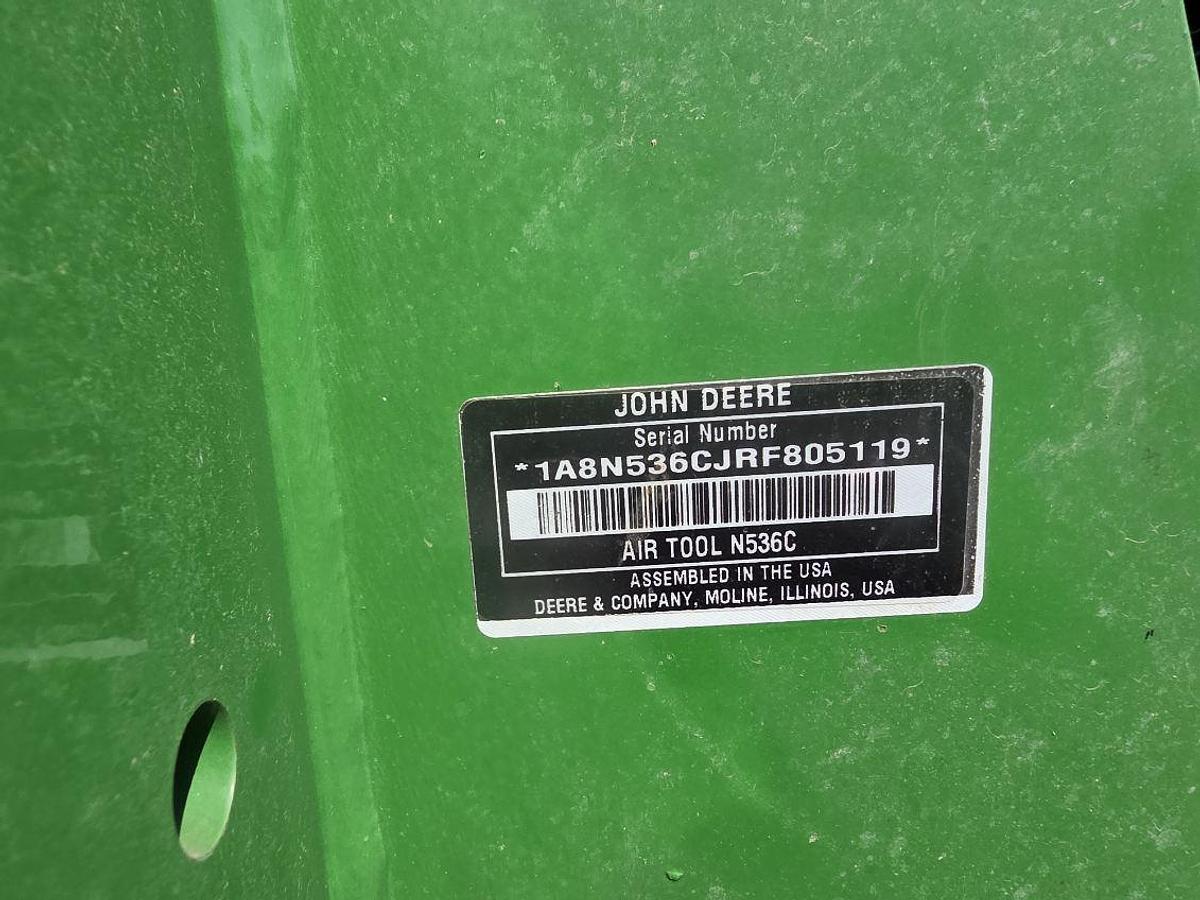 JOHN DEERE
Serial Number
*1A8N536CJRF805119*
AIR TOOL N536C
ASSEMBLED IN THE USA
DEERE & COMPANY, MOLINE, ILLINOIS, USA